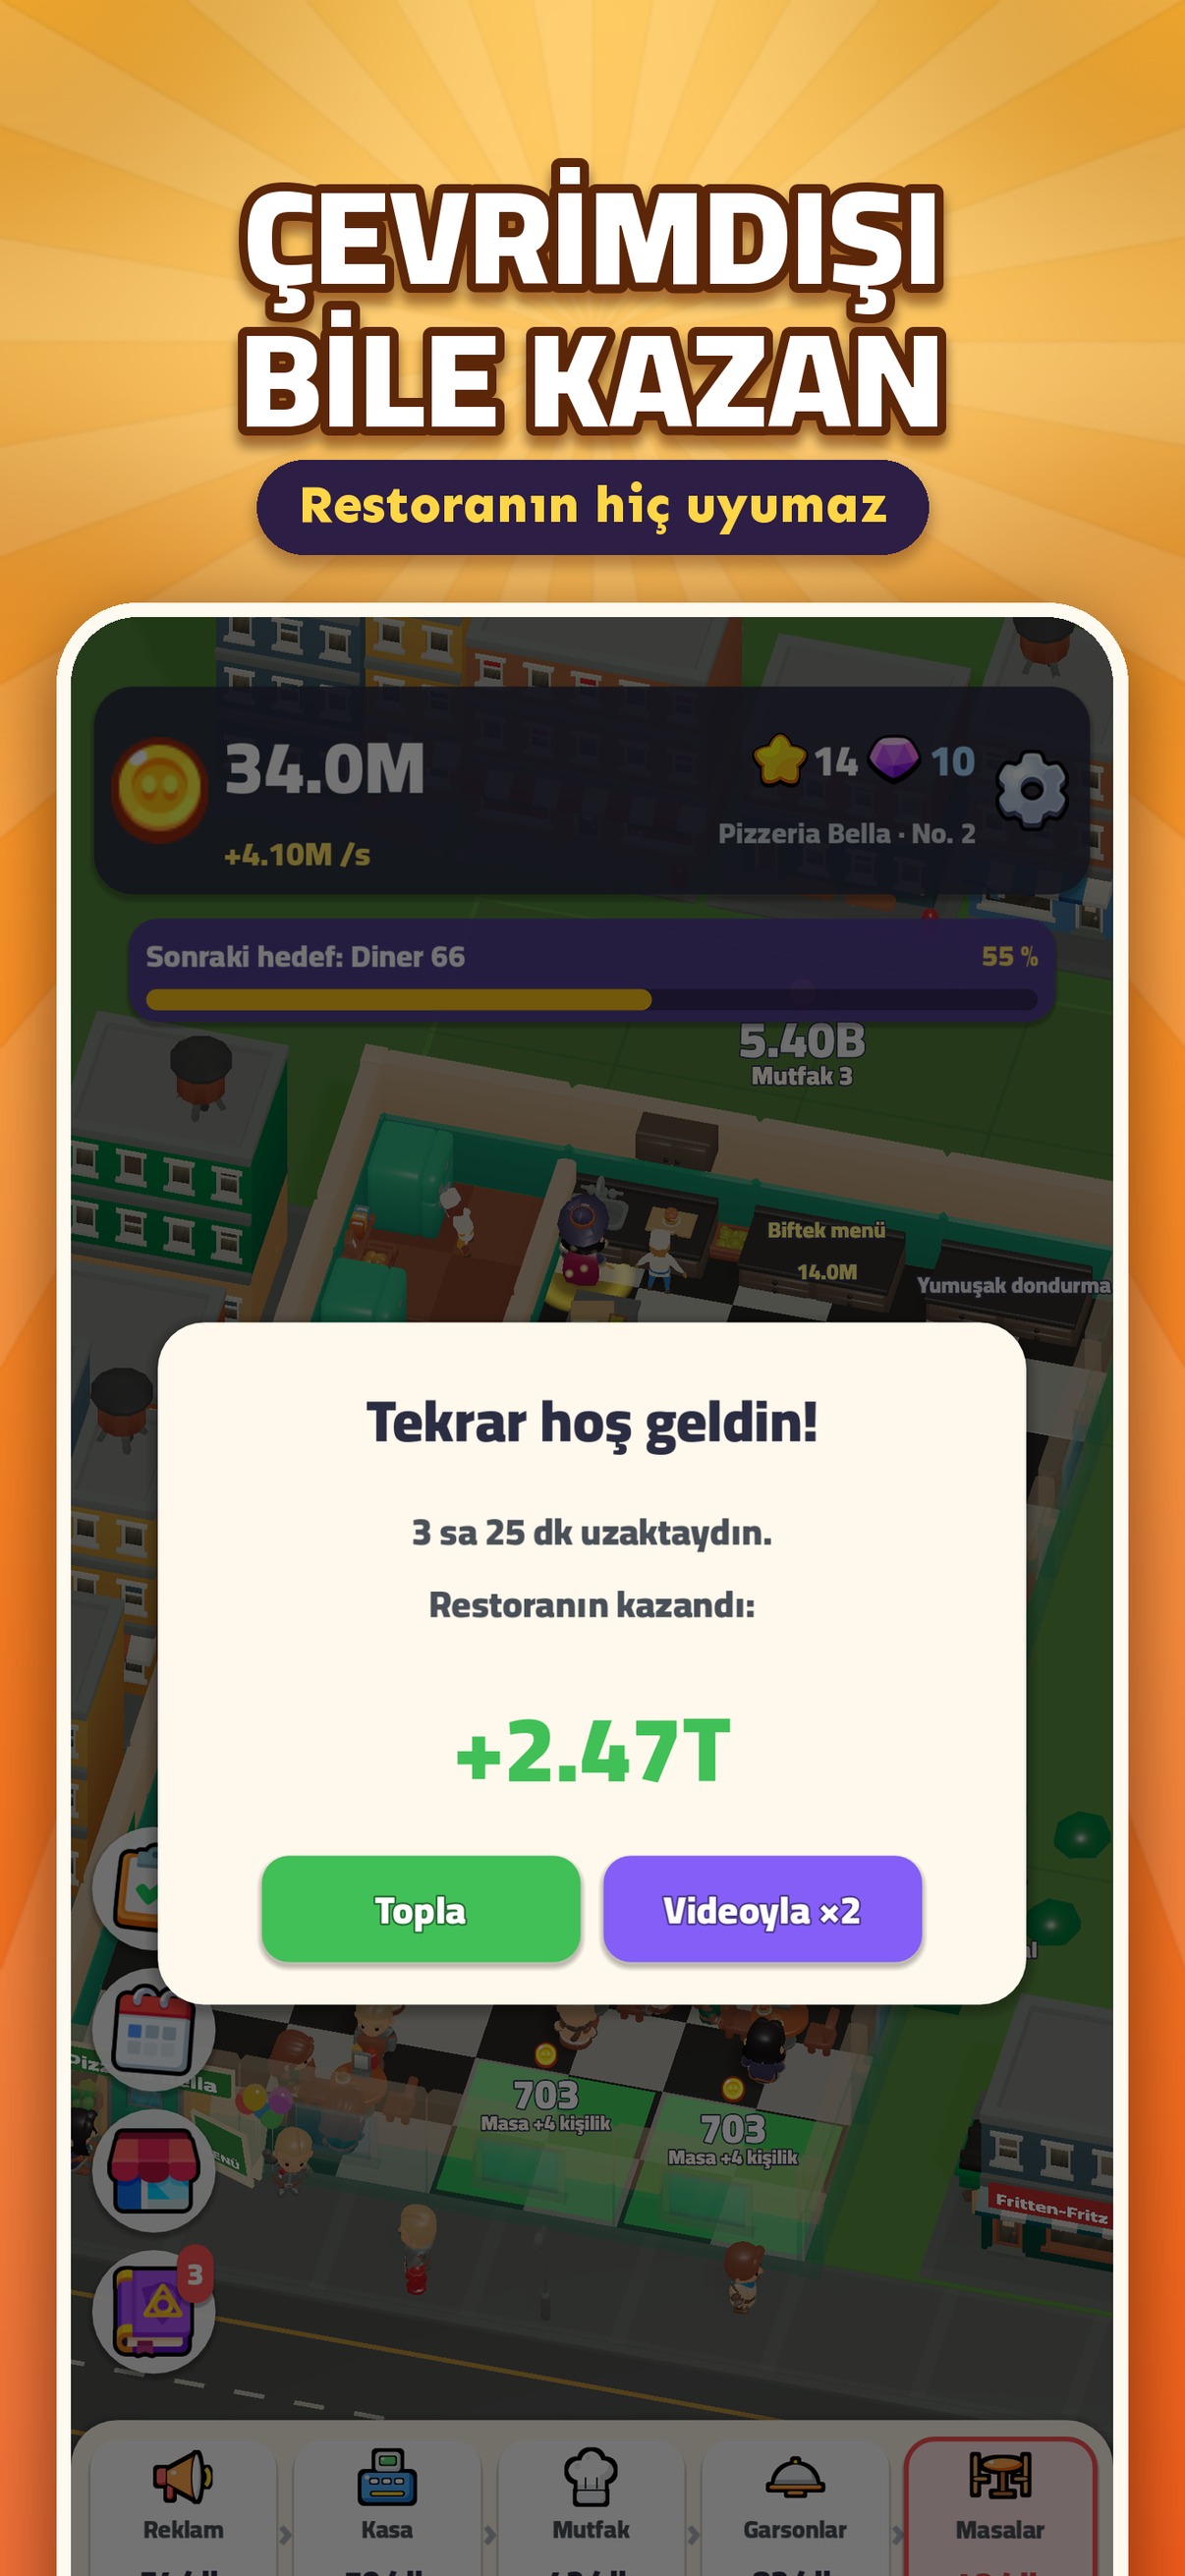 ÇEVRİMDIŞI
BİLE KAZAN
Restoranın hiç uyumaz
34.0M
14
10
+4.10M /s
Pizzeria Bella · No. 2
Sonraki hedef: Diner 66
55 %
5.40B
Mutfak 3
Biftek menü
14.0M
Yumuşak dondurma
Tekrar hoş geldin!
3 sa 25 dk uzaktaydın.
Restoranın kazandı:
+2.47T
Topla
Videoyla ×2
703
Masa +4 kişilik
703
Masa +4 kişilik
Fritten-Fritz
3
Reklam
Kasa
Mutfak
Garsonlar
Masalar